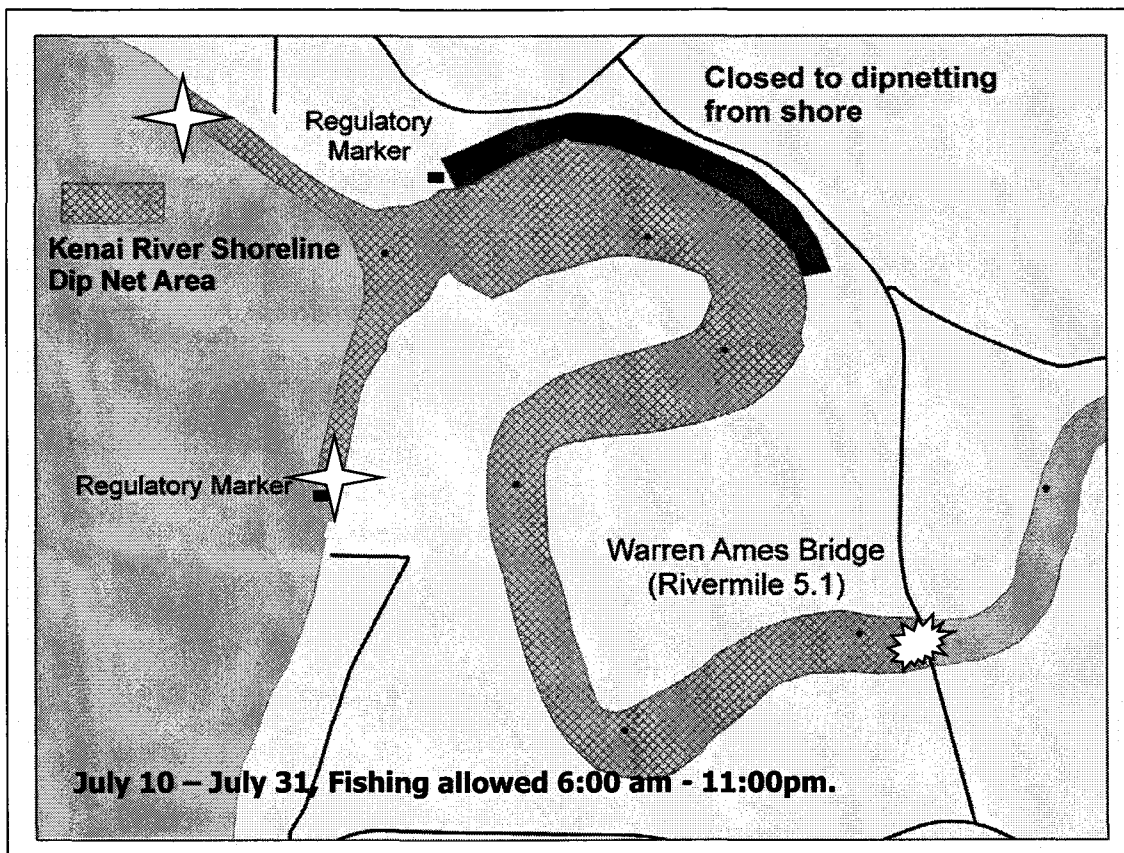 Closed to dipnetting
from shore
Regulatory
Marker
Kenai River Shoreline
Dip Net Area
Regulatory Marker
Warren Ames Bridge
(Rivermile 5.1)
July 10 – July 31, Fishing allowed 6:00 am - 11:00pm.